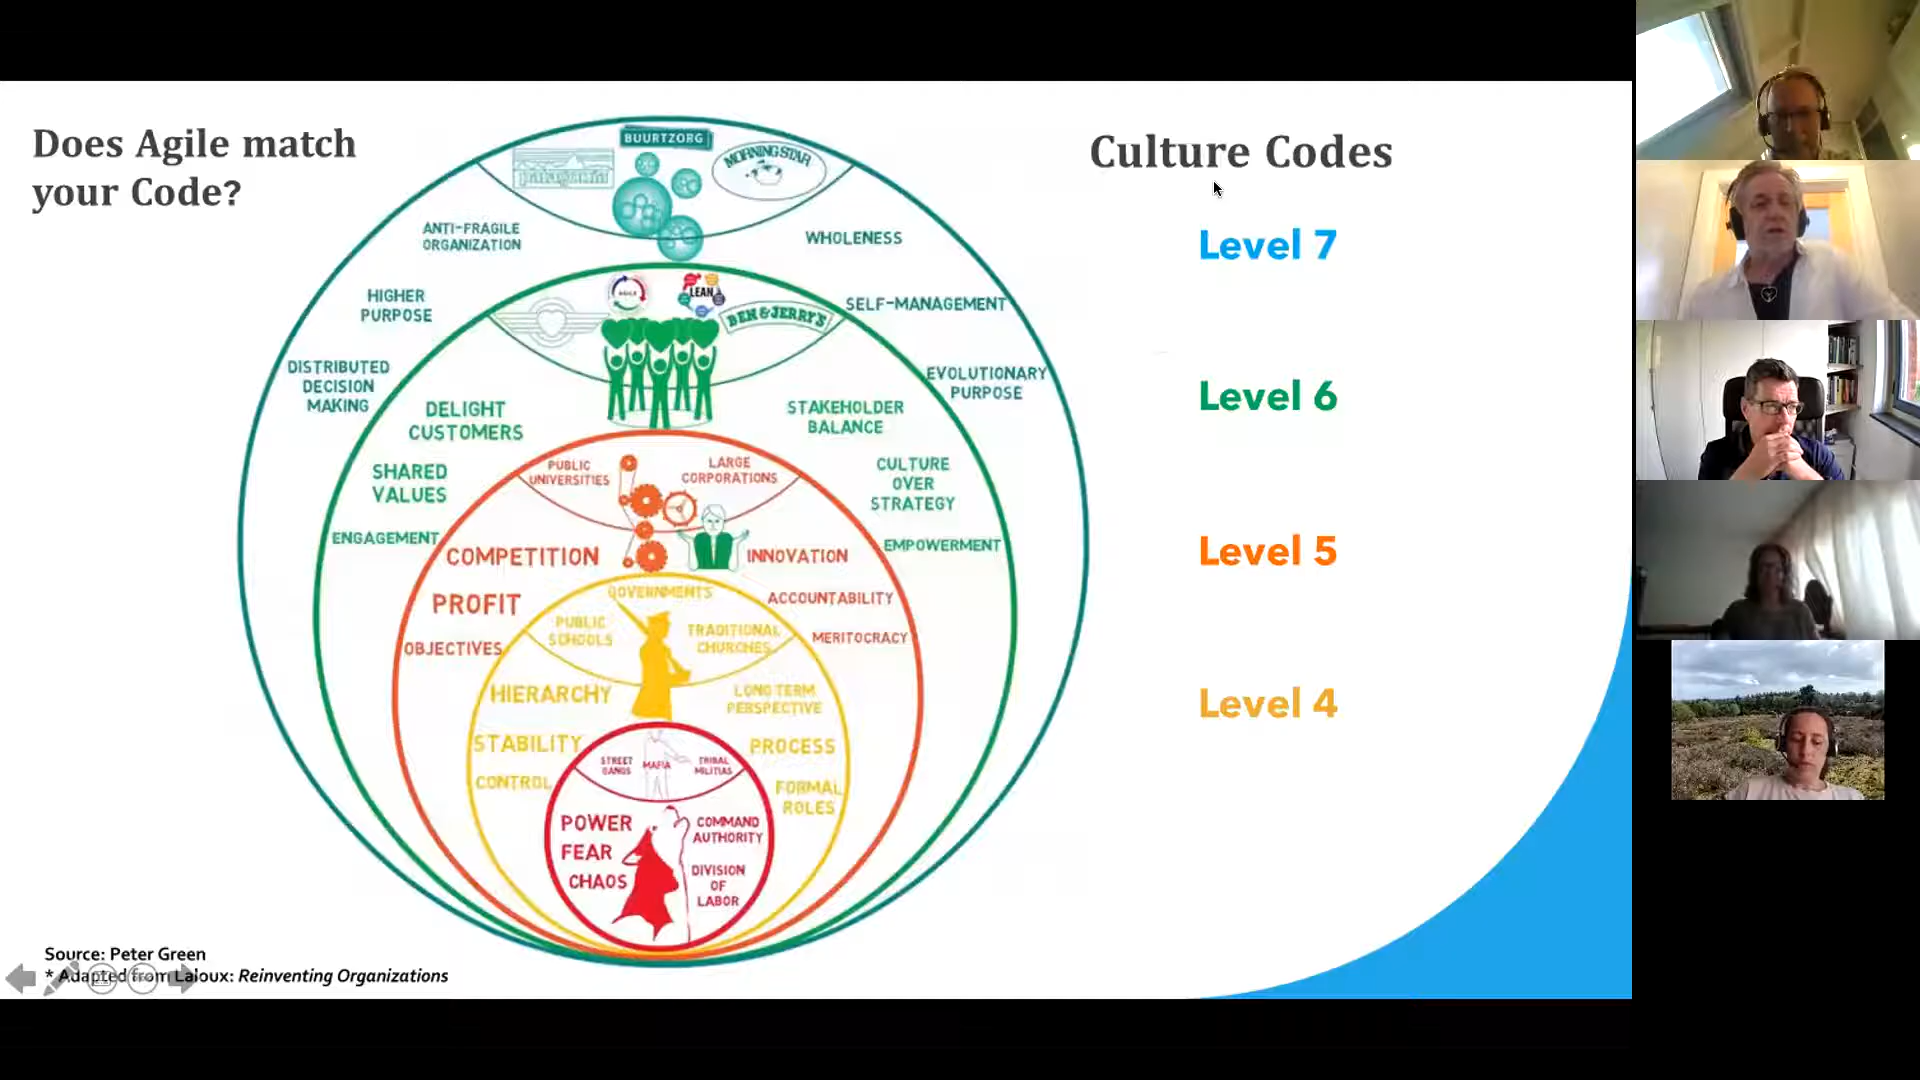 Does Agile match
your Code?
Culture Codes
Level 7
Level 6
Level 5
Level 4
BUURTZORG
patagonia
MORNING STAR
ANTI-FRAGILE
ORGANIZATION
WHOLENESS
HIGHER
PURPOSE
SELF-MANAGEMENT
DISTRIBUTED
DECISION
MAKING
EVOLUTIONARY
PURPOSE
AGILE
LEAN
BEN & JERRY'S
DELIGHT
CUSTOMERS
STAKEHOLDER
BALANCE
SHARED
VALUES
CULTURE
OVER
STRATEGY
ENGAGEMENT
EMPOWERMENT
PUBLIC
UNIVERSITIES
LARGE
CORPORATIONS
COMPETITION
INNOVATION
PROFIT
ACCOUNTABILITY
OBJECTIVES
MERITOCRACY
GOVERNMENTS
PUBLIC
SCHOOLS
TRADITIONAL
CHURCHES
HIERARCHY
LONG TERM
PERSPECTIVE
STABILITY
PROCESS
CONTROL
FORMAL
ROLES
STREET
GANGS
MAFIA
TRIBAL
MILITIAS
POWER
FEAR
CHAOS
COMMAND
AUTHORITY
DIVISION
OF
LABOR
Source: Peter Green
* Adapted from Laloux: Reinventing Organizations